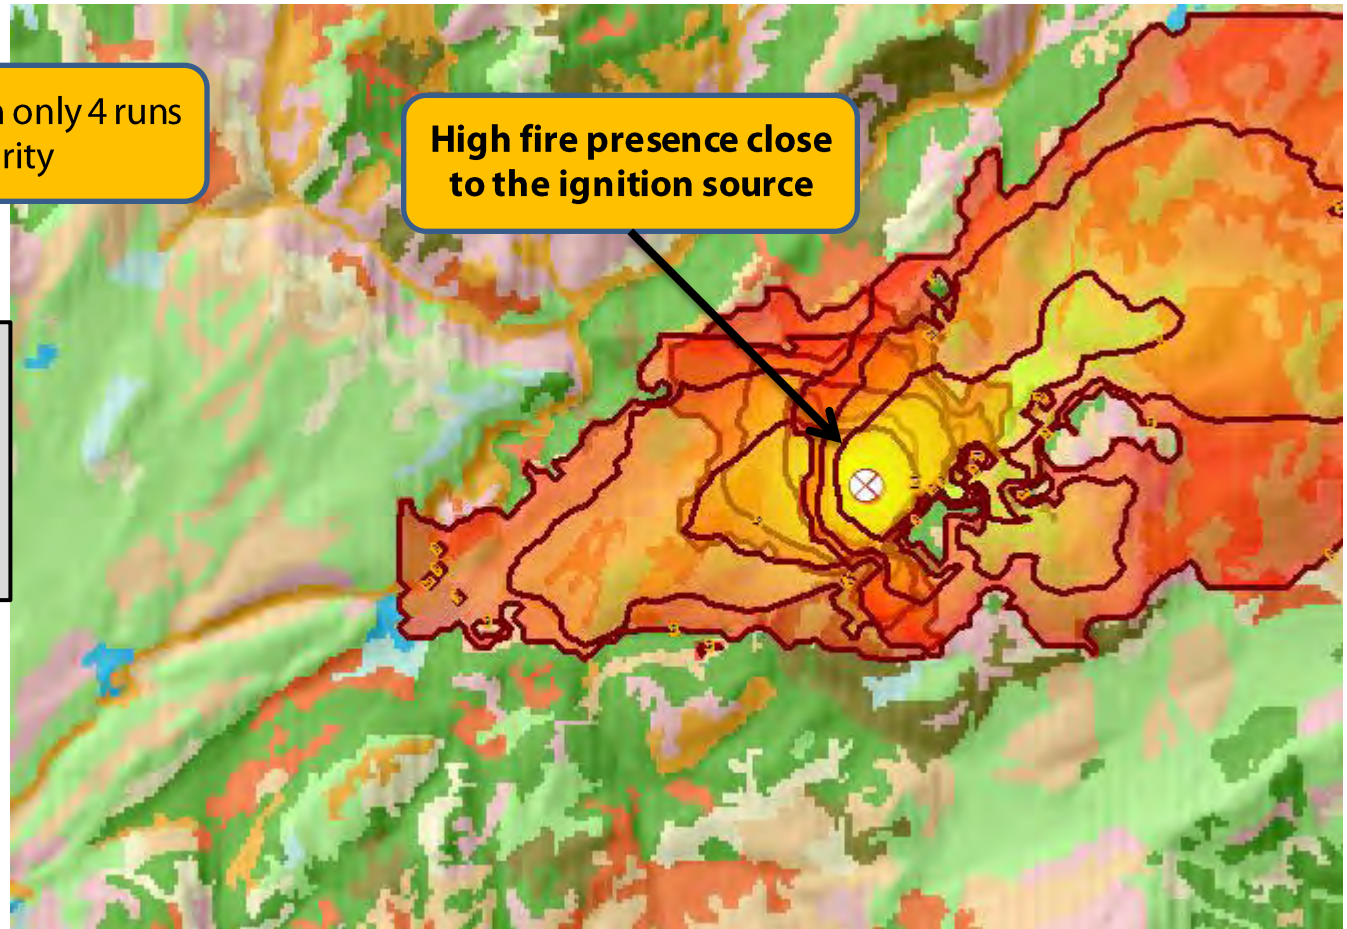 only 4 runs
rity
High fire presence close
to the ignition source